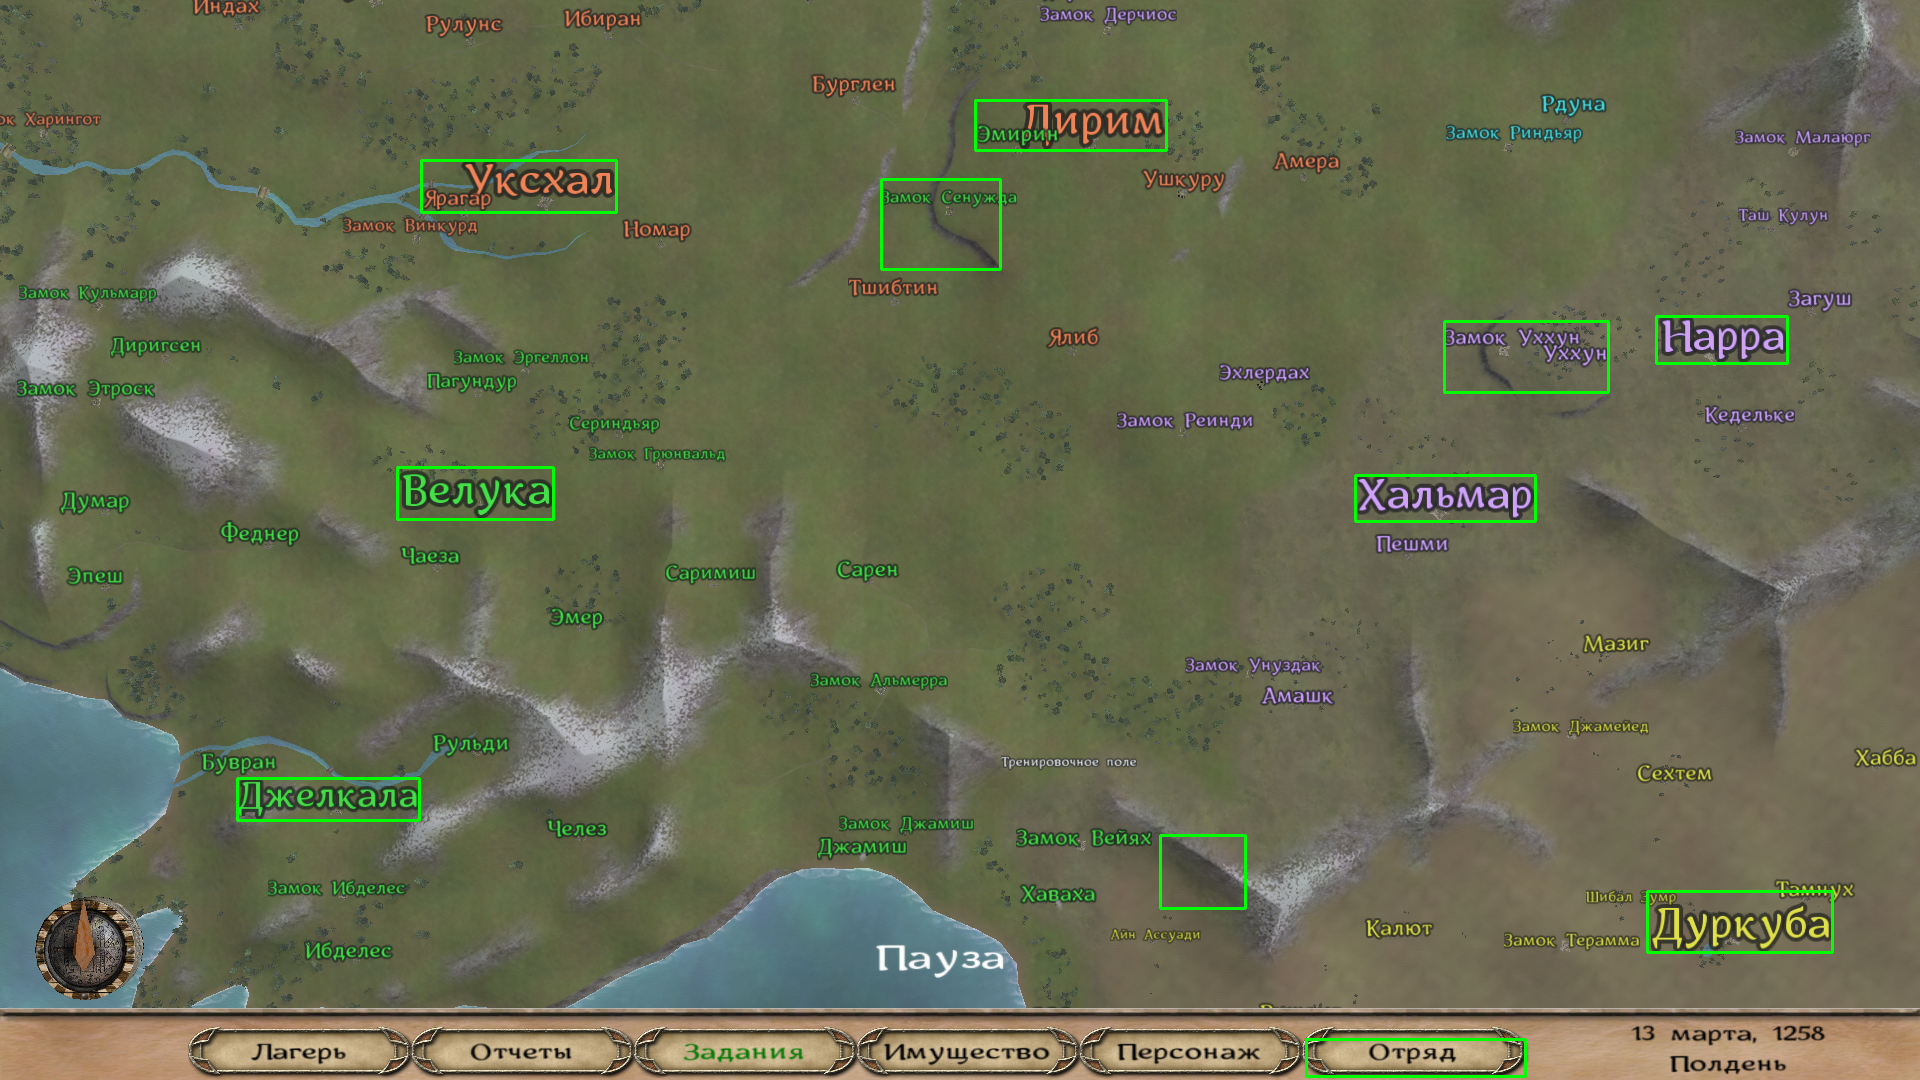 Индах
Рулунс
Ибиран
Замок Дерчиос
Бурглен
Рдуна
Замок Риндьяр
Замок Малаюрг
ок Харингот
Дирим
Эмирин
Амера
Ушкуру
Уксхал
Ярагар
Замок Винкурд
Номар
Замок Сенужда
Таш Кулун
Тшибтин
Замок Кульмарр
Загуш
Диригсен
Замок Эргеллон
Пагундур
Ялиб
Замок Уххун
Уххун
Нарра
Замок Этроск
Эхлердах
Замок Реинди
Кедельке
Сериндьяр
Замок Грюнвальд
Велука
Хальмар
Думар
Феднер
Чаеза
Пешми
Эпеш
Саримиш
Сарен
Эмер
Мазиг
Замок Унуздак
Амашк
Замок Альмерра
Замок Джамейед
Рульди
Бувран
Джелкала
Тренировочное поле
Сехтем
Хабба
Челез
Замок Джамиш
Джамиш
Замок Вейях
Замок Ибделес
Хаваха
Шибал Зумр
Тамнух
Дуркуба
Айн Ассуади
Калют
Замок Терамма
Ибделес
Пауза
Лагерь
Отчеты
Задания
Имущество
Персонаж
Отряд
13 марта, 1258
Полдень